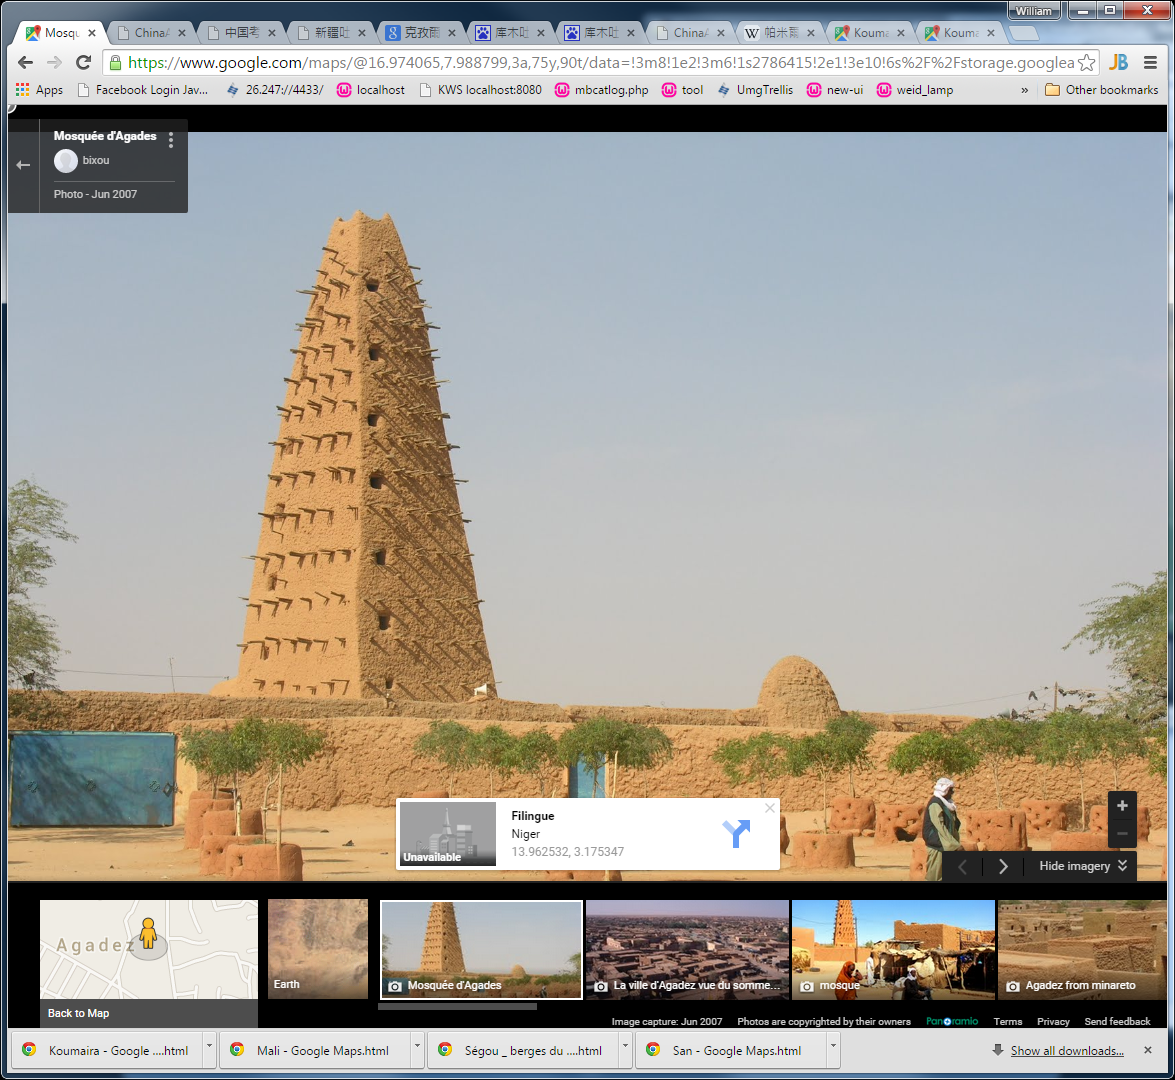 William
Mosqu
ChinaA
中国考
新疆吐
克孜爾
库木吐
库木吐
ChinaA
帕米爾
Kouma
Kouma
https://www.google.com/maps/@16.974065,7.988799,3a,75y,90t/data=!3m8!1e2!3m6!1s2786415!2e1!3e10!6s%2F%2Fstorage.googlea
JB
Apps
Facebook Login Jav...
26.247:/4433/
localhost
KWS localhost:8080
mbcatlog.php
tool
UmgTrellis
new-ui
weid_lamp
»
Other bookmarks
Mosquée d'Agades
bixou
Photo - Jun 2007
Filingue
Niger
13.962532, 3.175347
Unavailable
Hide imagery
Agadez
Back to Map
Earth
Mosquée d'Agades
La ville d'Agadez vue du somme...
mosque
Agadez from minareto
Image capture: Jun 2007
Photos are copyrighted by their owners
Panoramio
Terms
Privacy
Send feedback
Koumaira - Google ....html
Mali - Google Maps.html
Ségou _ berges du ....html
San - Google Maps.html
Show all downloads...